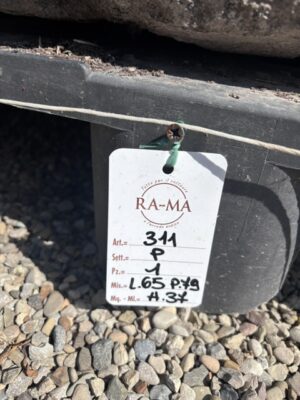 RA-MA
Art.= 311
Sett.= P
Pz.= 1
Mis.= L.65 P.79
Mq. - Ml.= H.37